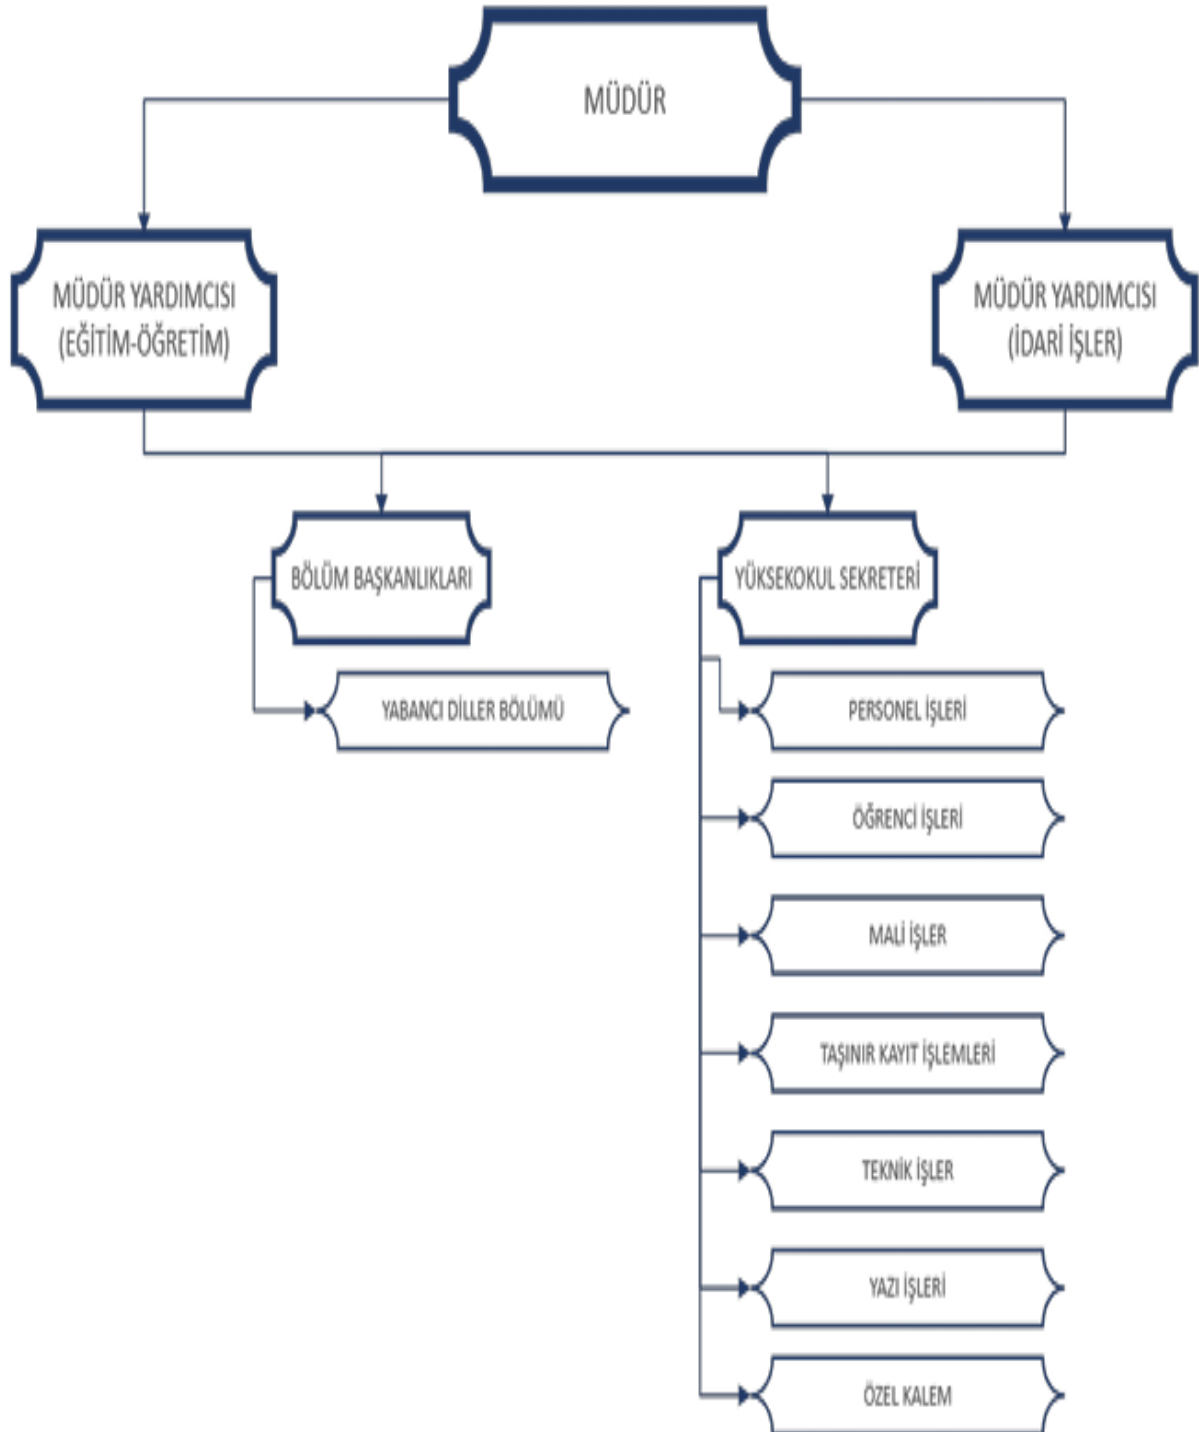 MÜDÜR
MÜDÜR YARDIMCISI
(EĞİTİM-ÖĞRETİM)
MÜDÜR YARDIMCISI
(İDARİ İŞLER)
BÖLÜM BAŞKANLIKLARI
YÜKSEKOKUL SEKRETERİ
YABANCI DİLLER BÖLÜMÜ
PERSONEL İŞLERİ
ÖĞRENCİ İŞLERİ
MALİ İŞLER
TAŞINIR KAYIT İŞLEMLERİ
TEKNİK İŞLER
YAZI İŞLERİ
ÖZEL KALEM